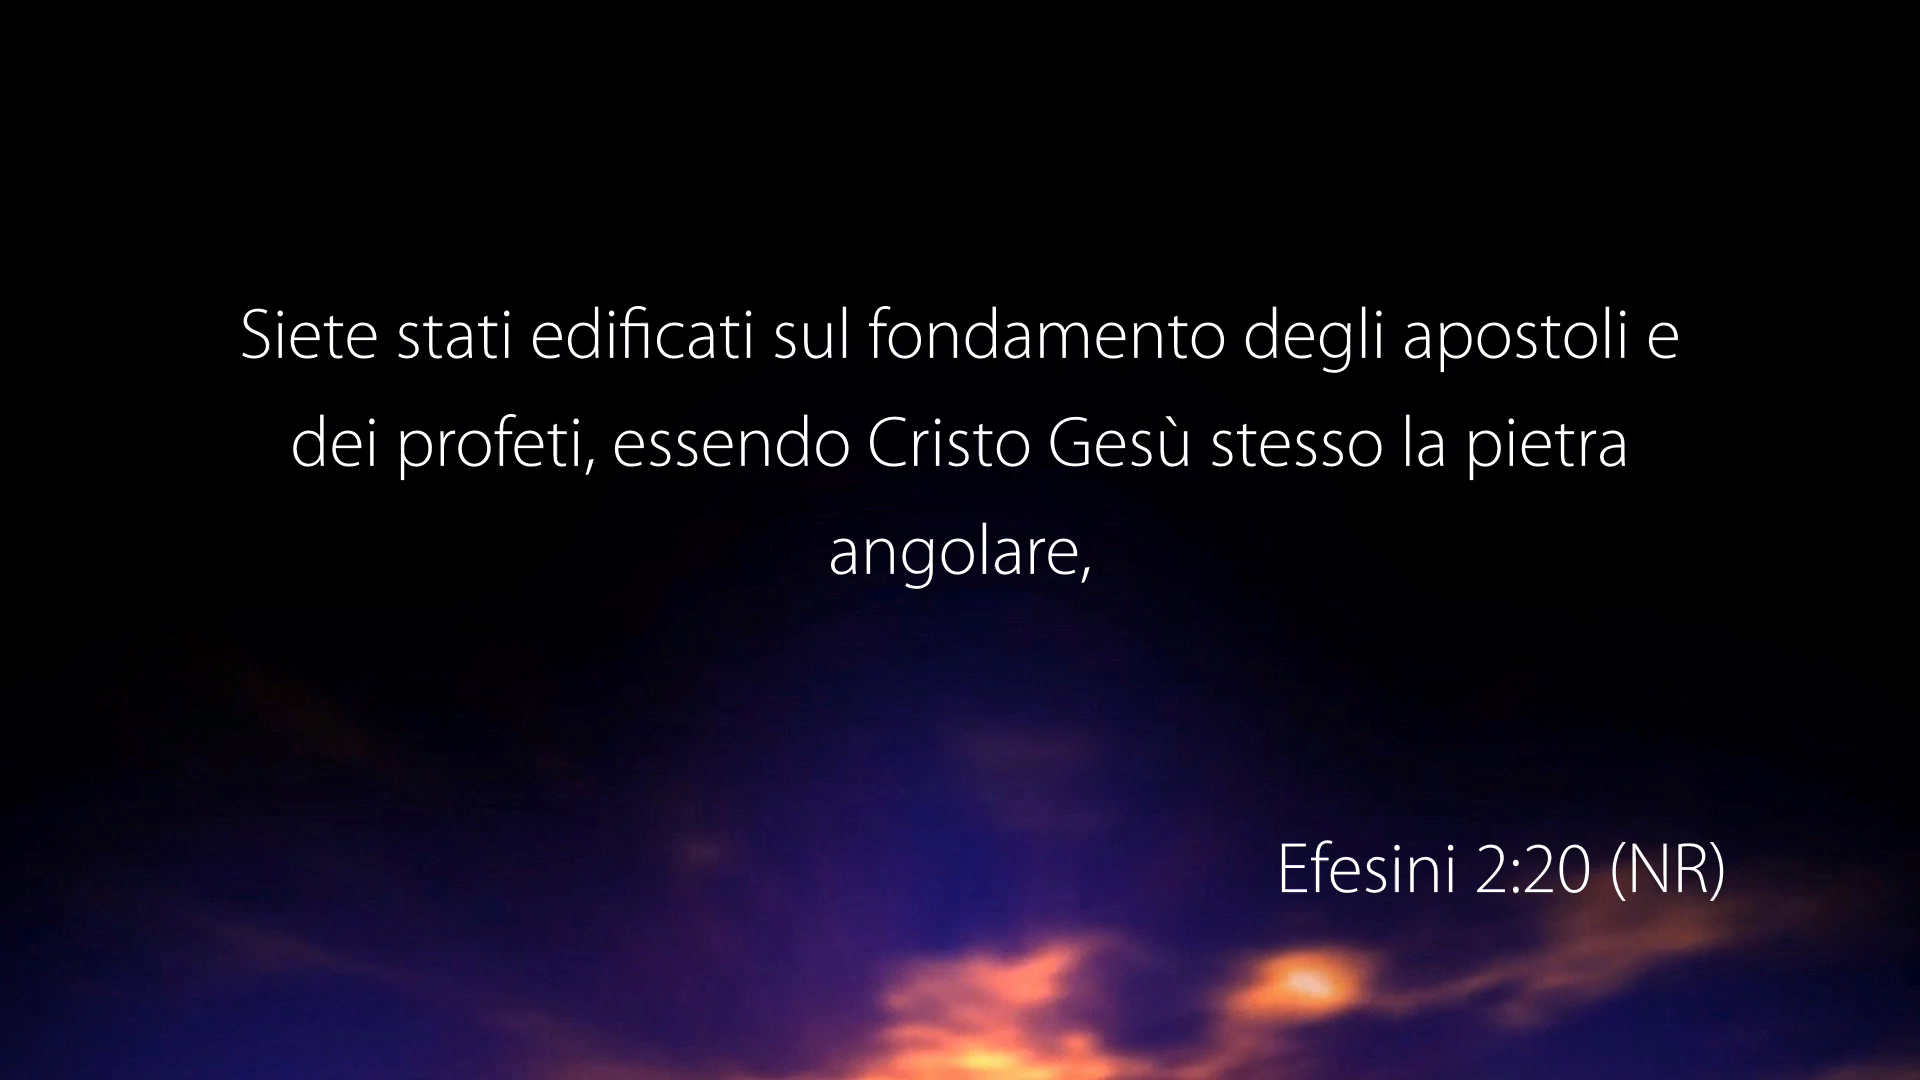 Siete stati edificati sul fondamento degli apostoli e
dei profeti, essendo Cristo Gesù stesso la pietra
angolare,
Efesini 2:20 (NR)